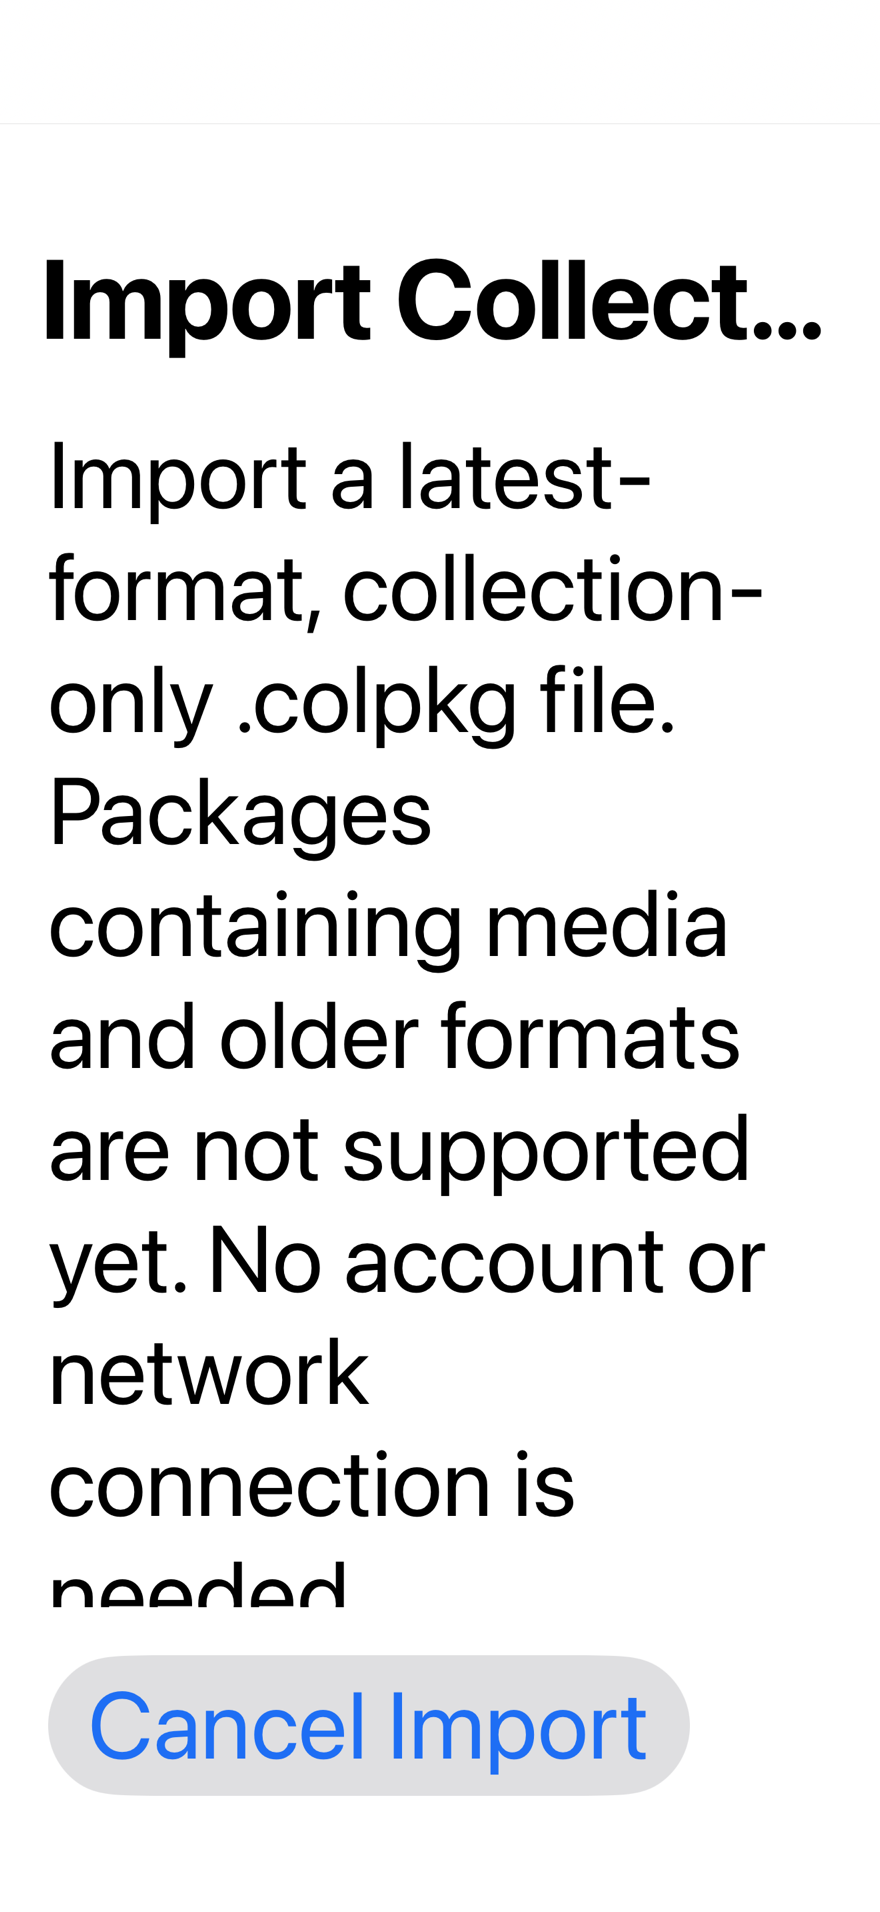 Import Collect...
Import a latest-
format, collection-
only .colpkg file.
Packages
containing media
and older formats
are not supported
yet. No account or
network
connection is
needed
Cancel Import